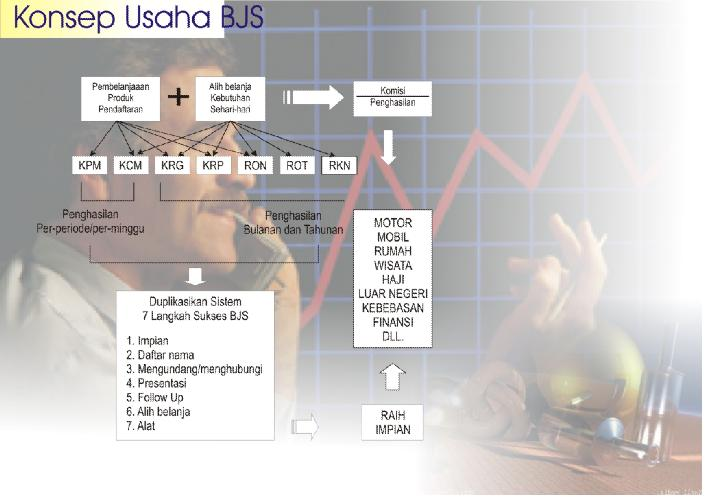 Konsep Usaha BJS
Pembelanjaaan
Produk
Pendaftaran
+
Alih belanja
Kebutuhan
Sehari-hari
Komisi
Penghasilan
KPM
KCM
KRG
KRP
RON
ROT
RKN
Penghasilan
Per-periode/per-minggu
Penghasilan
Bulanan dan Tahunan
MOTOR
MOBIL
RUMAH
WISATA
HAJI
LUAR NEGERI
KEBEBASAN
FINANSI
DLL.
Duplikasikan Sistem
7 Langkah Sukses BJS
1. Impian
2. Daftar nama
3. Mengundang/menghubungi
4. Presentasi
5. Follow Up
6. Alih belanja
7. Alat
RAIH
IMPIAN